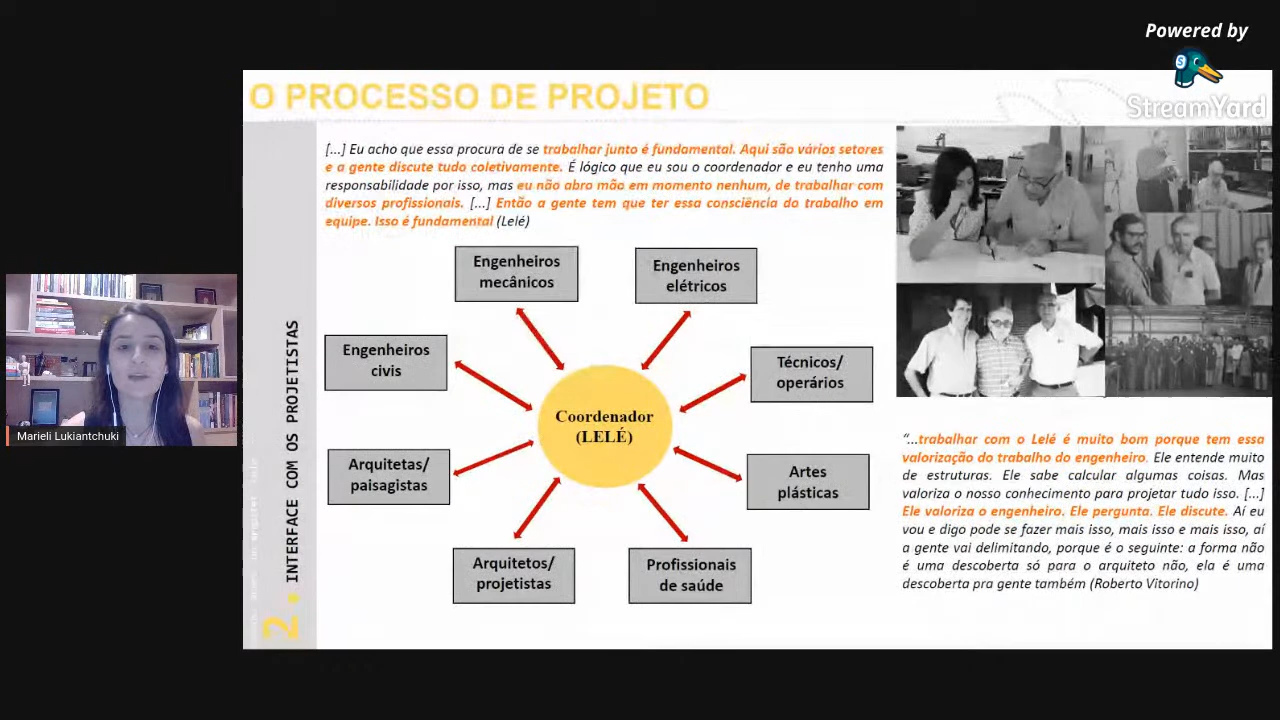 Powered by
StreamYard
O PROCESSO DE PROJETO
[...] Eu acho que essa procura de se trabalhar junto é fundamental. Aqui são vários setores
e a gente discute tudo coletivamente. É lógico que eu sou o coordenador e eu tenho uma
responsabilidade por isso, mas eu não abro mão em momento nenhum, de trabalhar com
diversos profissionais. [...] Então a gente tem que ter essa consciência do trabalho em
equipe. Isso é fundamental (Lelé)
Engenheiros
mecânicos
Engenheiros
elétricos
Engenheiros
civis
Técnicos/
operários
Coordenador
(LELÉ)
Arquitetas/
paisagistas
Artes
plásticas
Arquitetos/
projetistas
Profissionais
de saúde
2. INTERFACE COM OS PROJETISTAS
Marieli Lukiantchuki
“...trabalhar com o Lelé é muito bom porque tem essa
valorização do trabalho do engenheiro. Ele entende muito
de estruturas. Ele sabe calcular algumas coisas. Mas
valoriza o nosso conhecimento para projetar tudo isso. [...]
Ele valoriza o engenheiro. Ele pergunta. Ele discute. Aí eu
vou e digo pode se fazer mais isso, mais isso e mais isso, aí
a gente vai delimitando, porque é o seguinte: a forma não
é uma descoberta só para o arquiteto não, ela é uma
descoberta pra gente também (Roberto Vitorino)